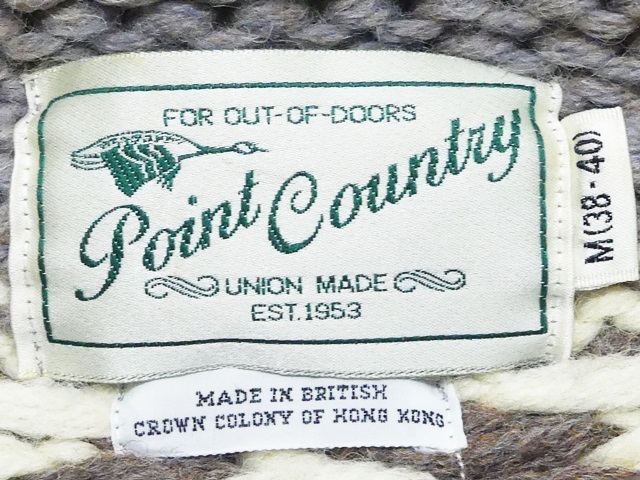 FOR OUT-OF-DOORS
Point Country
UNION MADE
EST.1953
M(38-40)
MADE IN BRITISH
CROWN COLONY OF HONG KONG